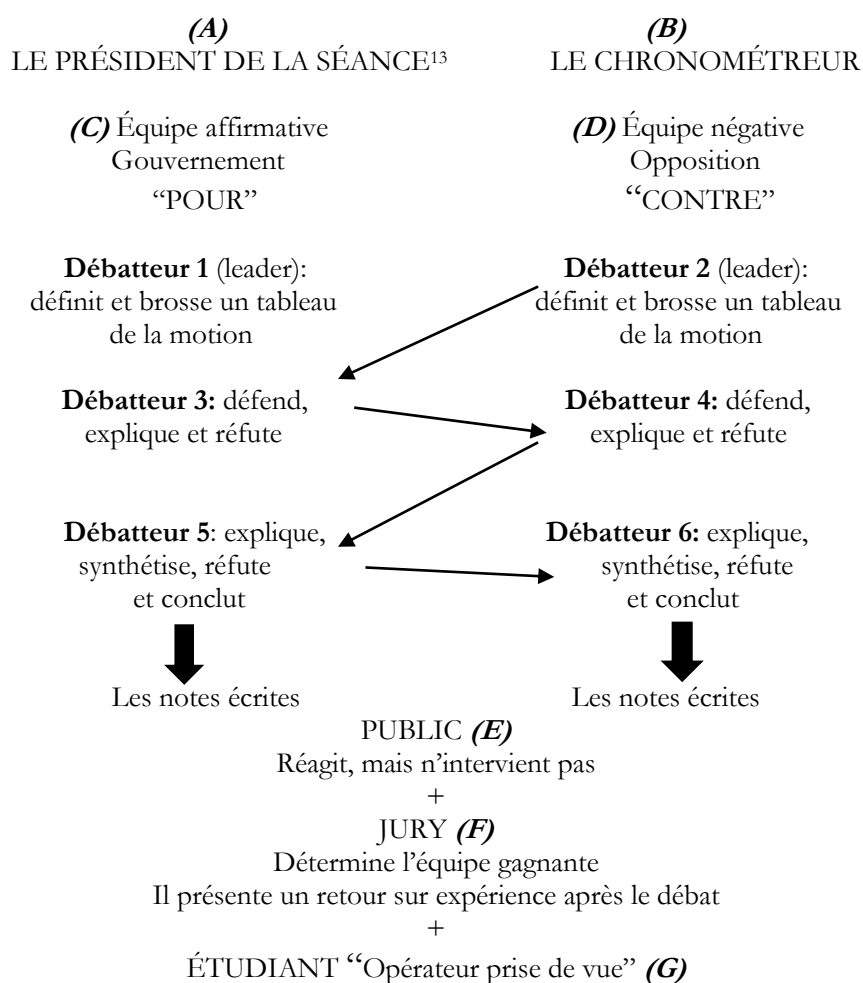 (A)
LE PRÉSIDENT DE LA SÉANCE¹³
(B)
LE CHRONOMÉTREUR
(C) Équipe affirmative
Gouvernement
“POUR”
(D) Équipe négative
Opposition
“CONTRE”
Débatteur 1 (leader):
définit et brosse un tableau
de la motion
Débatteur 2 (leader):
définit et brosse un tableau
de la motion
Débatteur 3: défend,
explique et réfute
Débatteur 4: défend,
explique et réfute
Débatteur 5: explique,
synthétise, réfute
et conclut
Débatteur 6: explique,
synthétise, réfute
et conclut
Les notes écrites
Les notes écrites
PUBLIC (E)
Réagit, mais n’intervient pas
+
JURY (F)
Détermine l’équipe gagnante
Il présente un retour sur expérience après le débat
+
ÉTUDIANT “Opérateur prise de vue” (G)